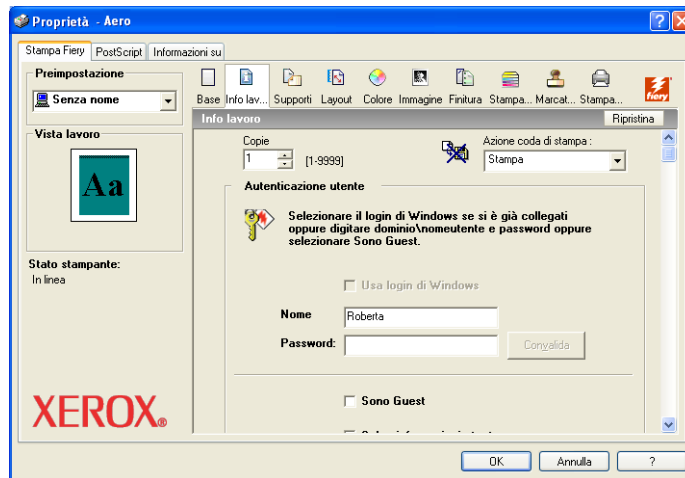 Proprietà - Aero
Stampa Fiery
PostScript
Informazioni su
Preimpostazione
Senza nome
Vista lavoro
Aa
Stato stampante:
In linea
XEROX®
Base
Info lav...
Supporti
Layout
Colore
Immagine
Finitura
Stampa...
Marcat...
Stampa...
fiery
Info lavoro
Ripristina
Copie
1
[1-9999]
Azione coda di stampa :
Stampa
Autenticazione utente
Selezionare il login di Windows se si è già collegati
oppure digitare dominio\nomeutente e password oppure
selezionare Sono Guest.
Usa login di Windows
Nome
Roberta
Password:
Convalida
Sono Guest
OK
Annulla
?